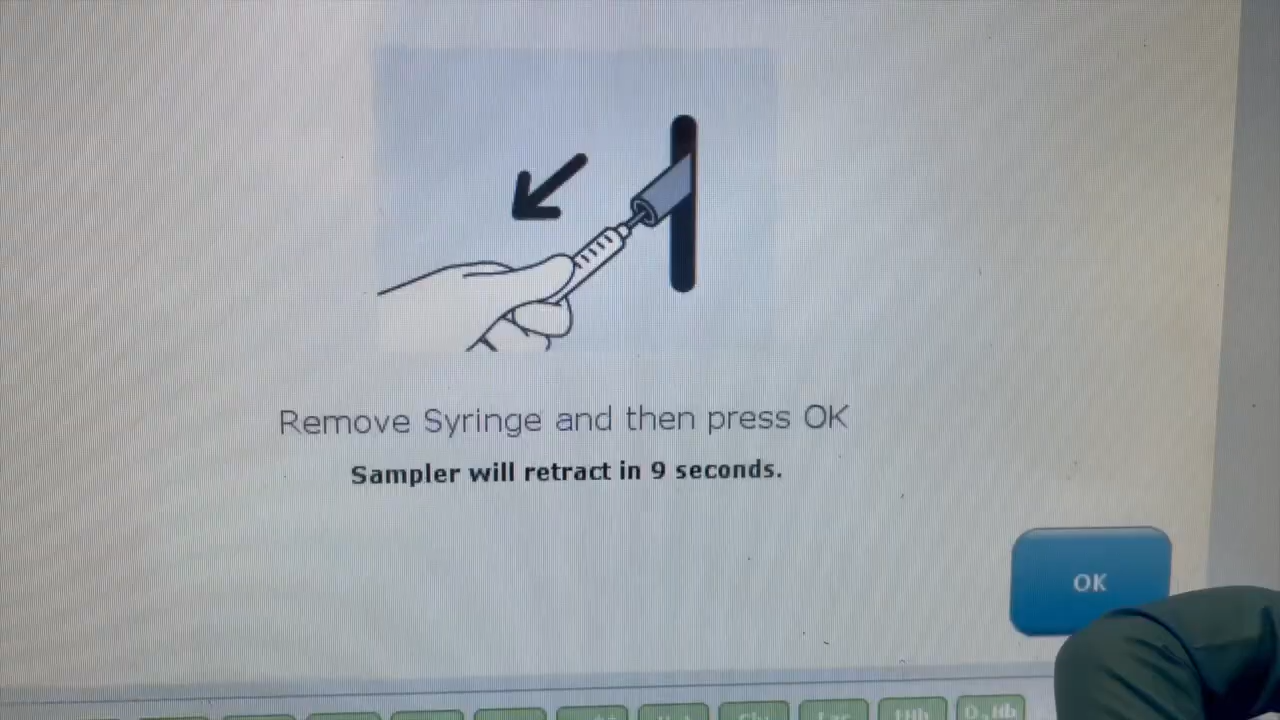 Remove Syringe and then press OK
Sampler will retract in 9 seconds.
OK